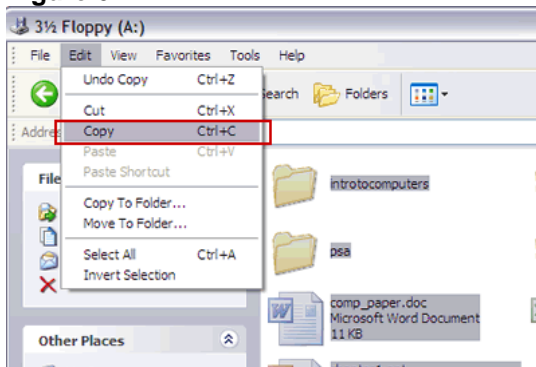 3½ Floppy (A:)
File Edit View Favorites Tools Help
Undo Copy Ctrl+Z
Search Folders
Cut Ctrl+X
Addre
Copy Ctrl+C
Paste Ctrl+V
Paste Shortcut
File
introtocomputers
Copy To Folder...
Move To Folder...
Select All Ctrl+A
psa
Invert Selection
comp_paper.doc
Microsoft Word Document
11 KB
Other Places